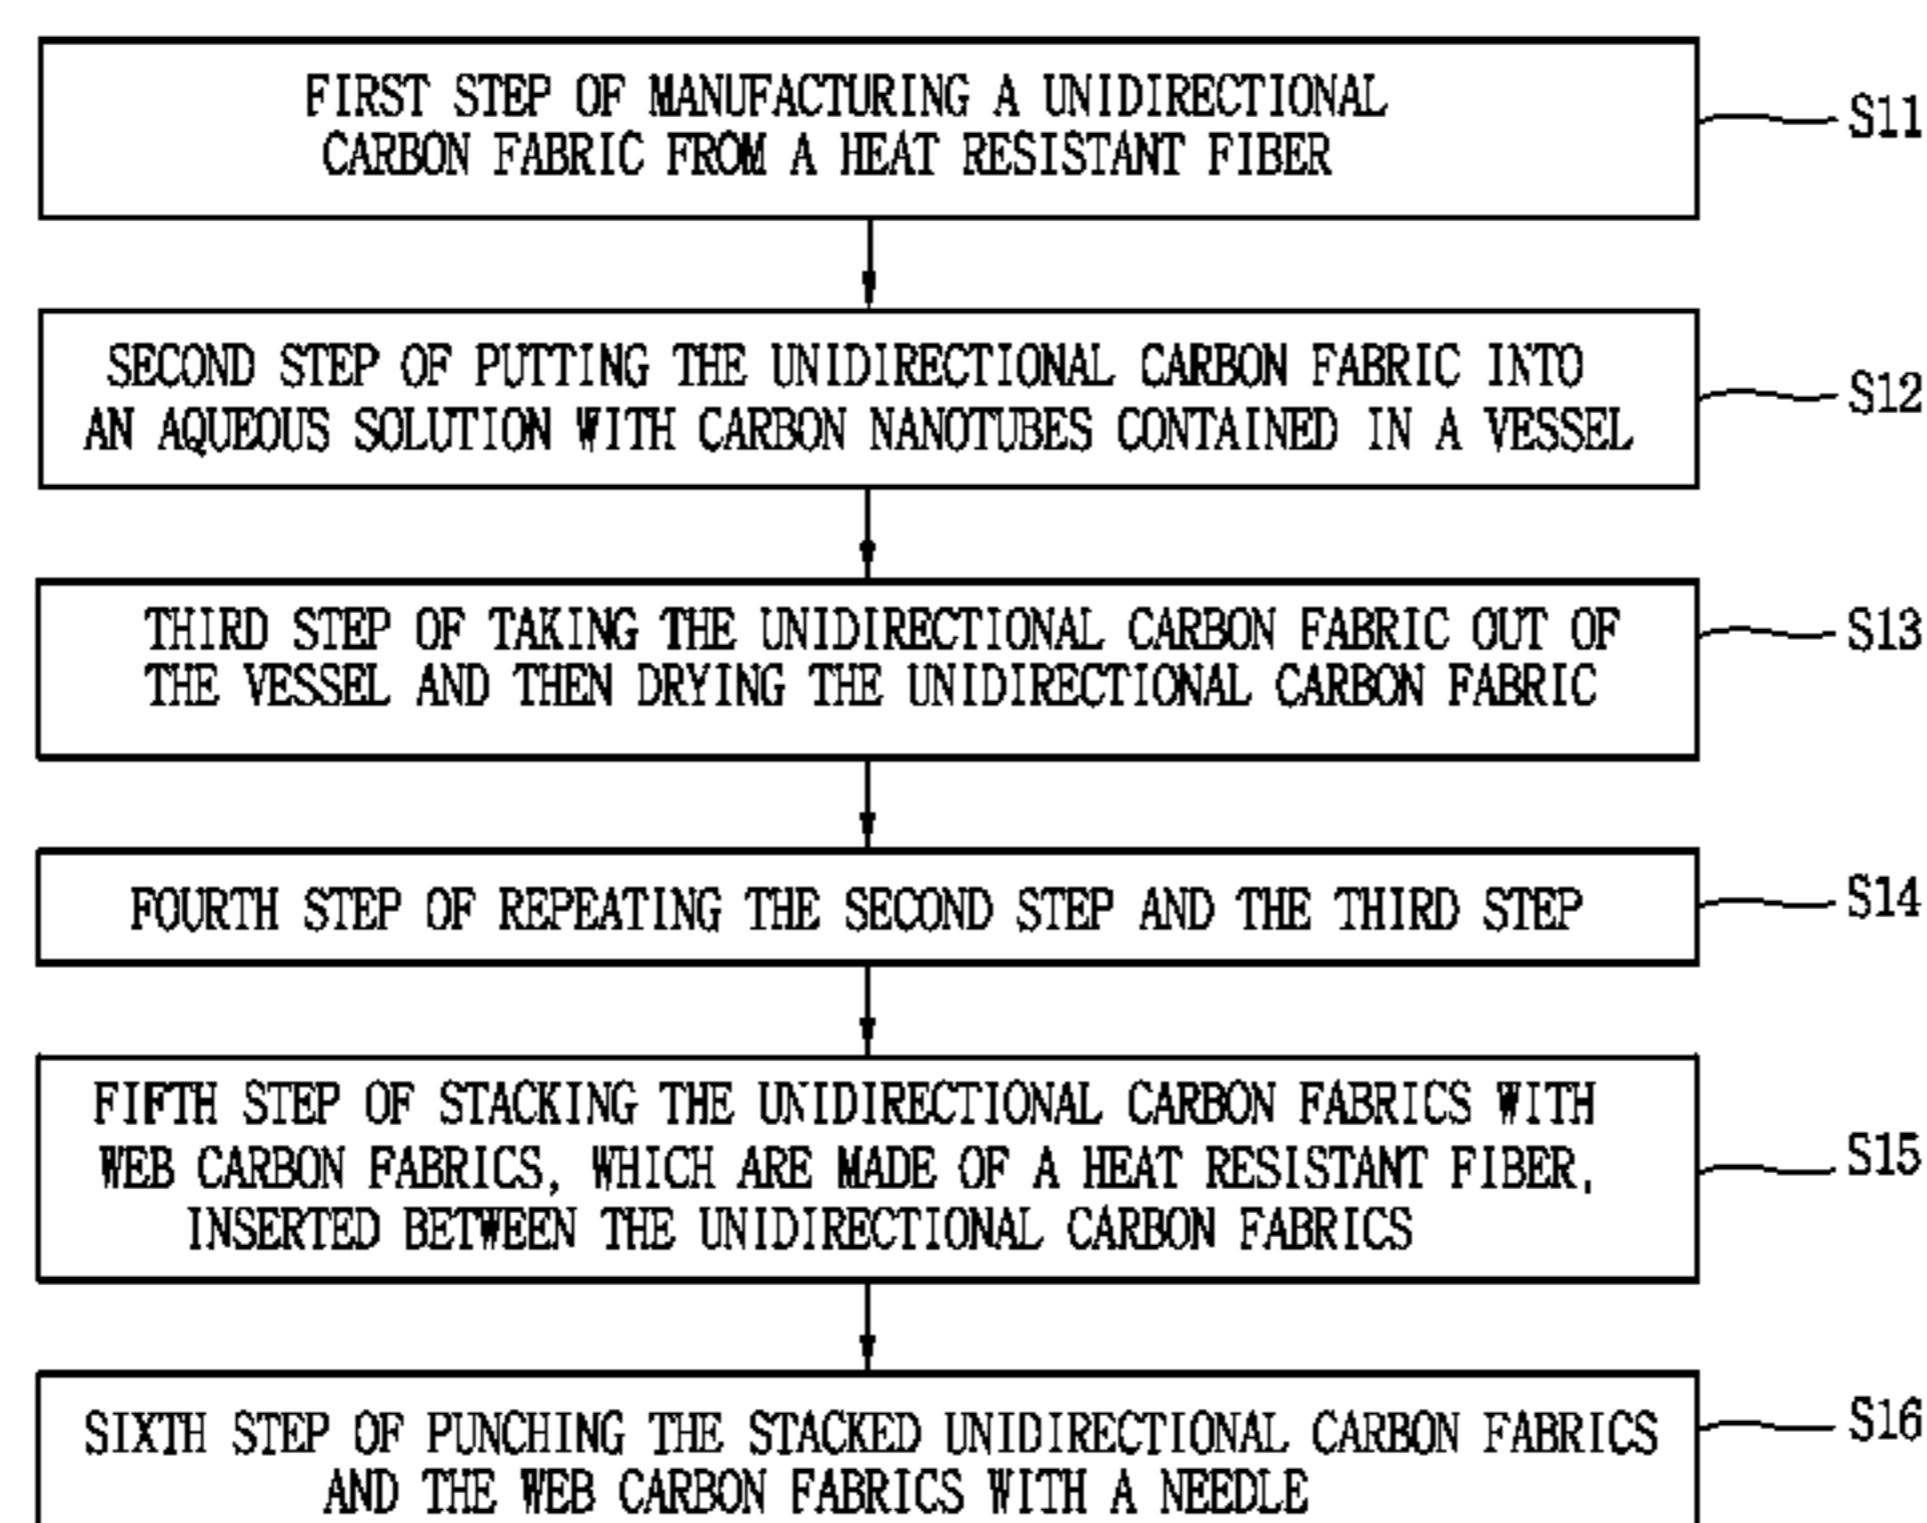 FIRST STEP OF MANUFACTURING A UNIDIRECTIONAL
CARBON FABRIC FROM A HEAT RESISTANT FIBER
S11
SECOND STEP OF PUTTING THE UNIDIRECTIONAL CARBON FABRIC INTO
AN AQUEOUS SOLUTION WITH CARBON NANOTUBES CONTAINED IN A VESSEL
S12
THIRD STEP OF TAKING THE UNIDIRECTIONAL CARBON FABRIC OUT OF
THE VESSEL AND THEN DRYING THE UNIDIRECTIONAL CARBON FABRIC
S13
FOURTH STEP OF REPEATING THE SECOND STEP AND THE THIRD STEP
S14
FIFTH STEP OF STACKING THE UNIDIRECTIONAL CARBON FABRICS WITH
WEB CARBON FABRICS, WHICH ARE MADE OF A HEAT RESISTANT FIBER,
INSERTED BETWEEN THE UNIDIRECTIONAL CARBON FABRICS
S15
SIXTH STEP OF PUNCHING THE STACKED UNIDIRECTIONAL CARBON FABRICS
AND THE WEB CARBON FABRICS WITH A NEEDLE
S16